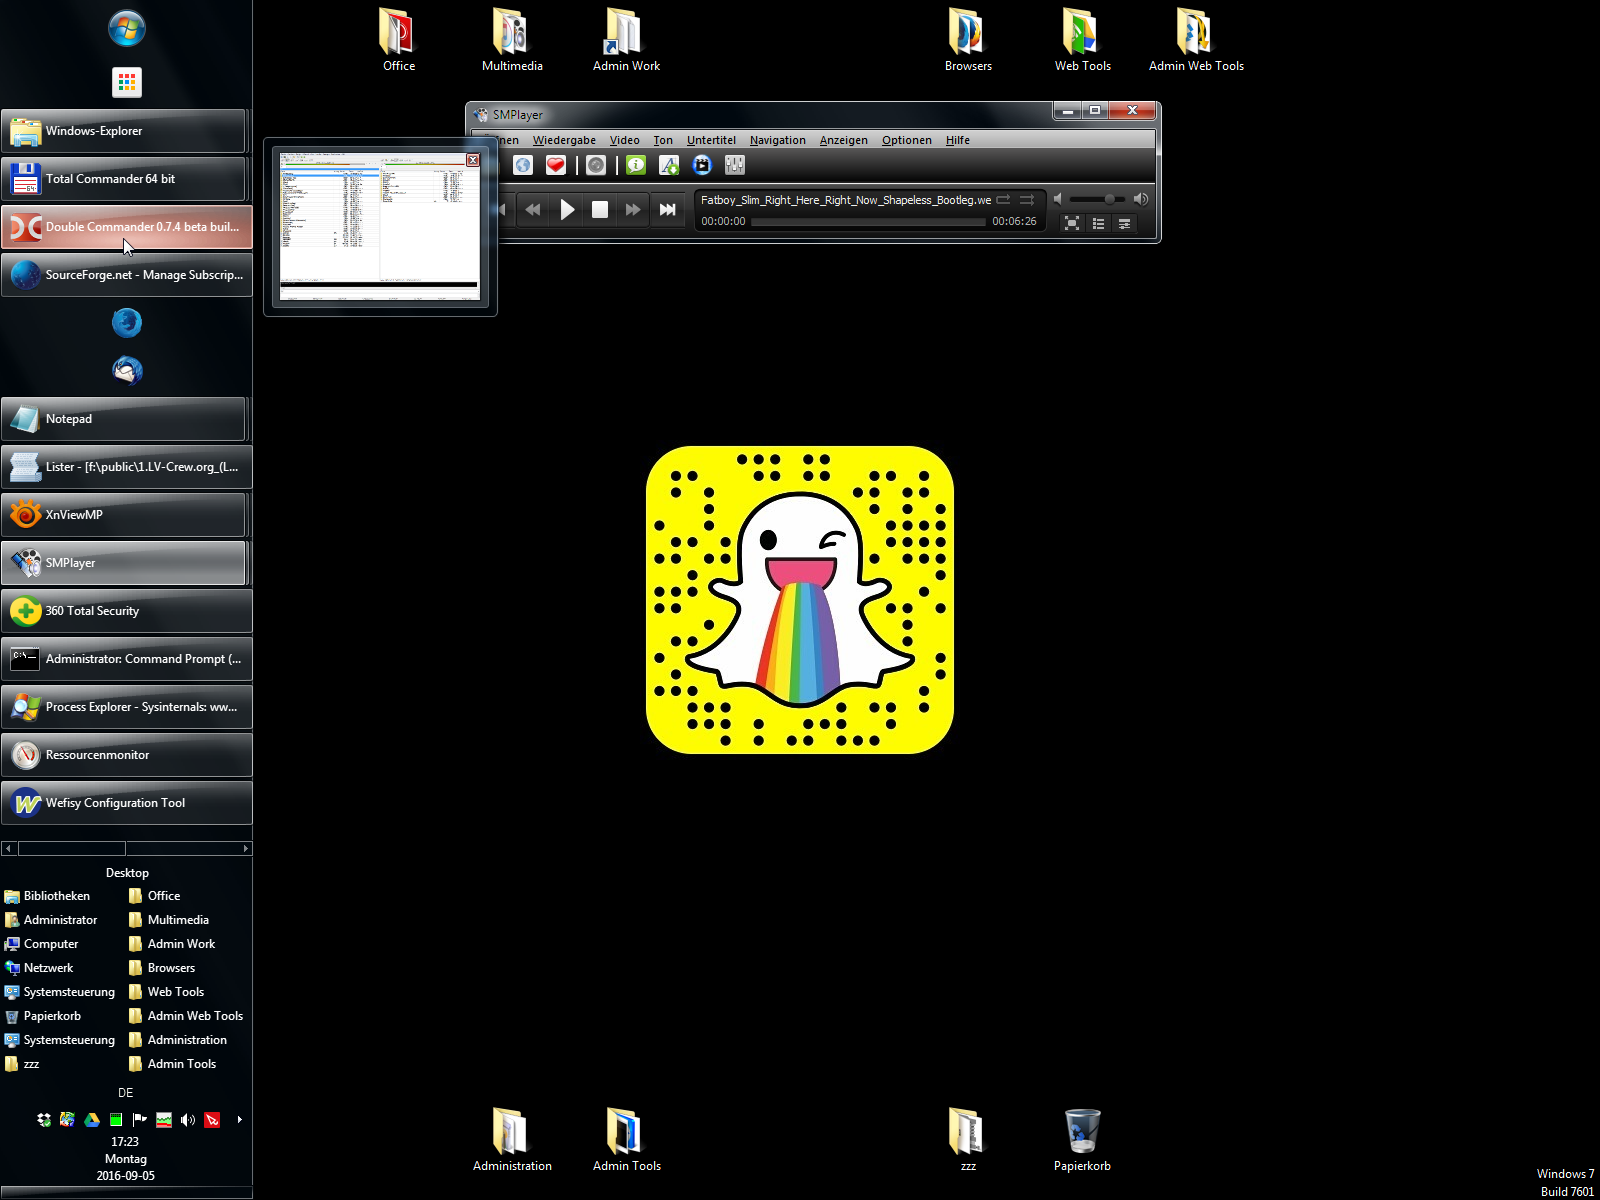 Office
Multimedia
Admin Work
Browsers
Web Tools
Admin Web Tools
Windows-Explorer
Total Commander 64 bit
Double Commander 0.7.4 beta buil...
SourceForge.net - Manage Subscrip...
Notepad
Lister - [f:\public\1.LV-Crew.org_(L...
XnViewMP
SMPlayer
360 Total Security
Administrator: Command Prompt (...
Process Explorer - Sysinternals: ww...
Ressourcenmonitor
Wefisy Configuration Tool
SMPlayer
Wiedergabe Video Ton Untertitel Navigation Anzeigen Optionen Hilfe
Fatboy_Slim_Right_Here_Right_Now_Shapeless_Bootleg.we
00:00:00 00:06:26
Desktop
Bibliotheken Office
Administrator Multimedia
Computer Admin Work
Netzwerk Browsers
Systemsteuerung Web Tools
Papierkorb Admin Web Tools
Systemsteuerung Administration
zzz Admin Tools
DE
17:23
Montag
2016-09-05
Administration
Admin Tools
zzz
Papierkorb
Windows 7
Build 7601